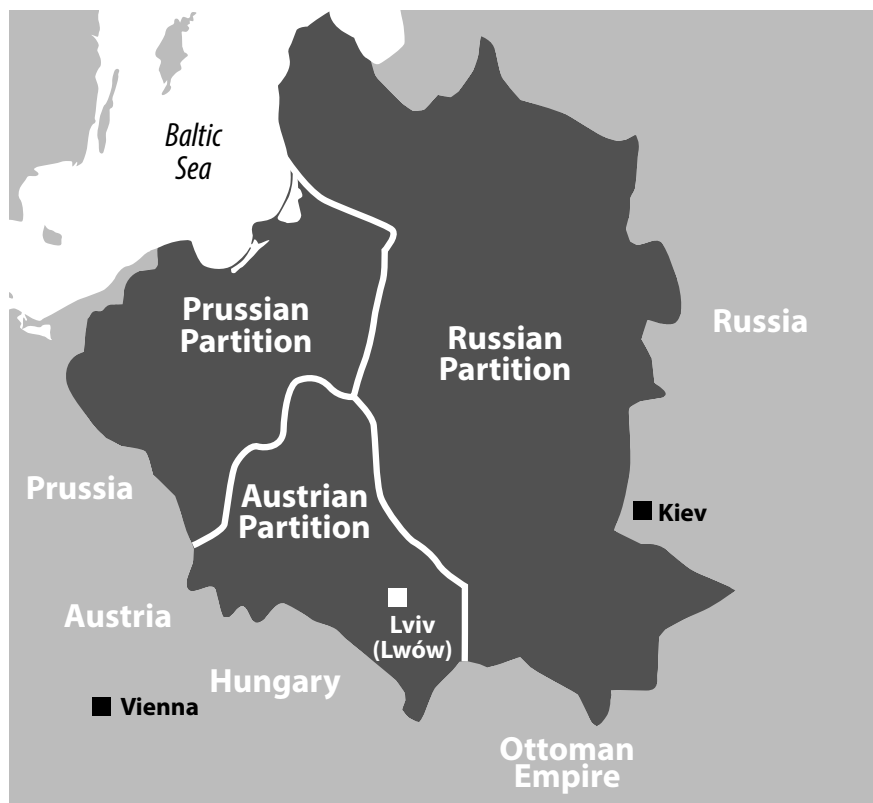 Baltic
Sea
Prussian
Partition
Russian
Partition
Russia
Prussia
Austrian
Partition
Kiev
Austria
Lviv
(Lwów)
Hungary
Vienna
Ottoman
Empire